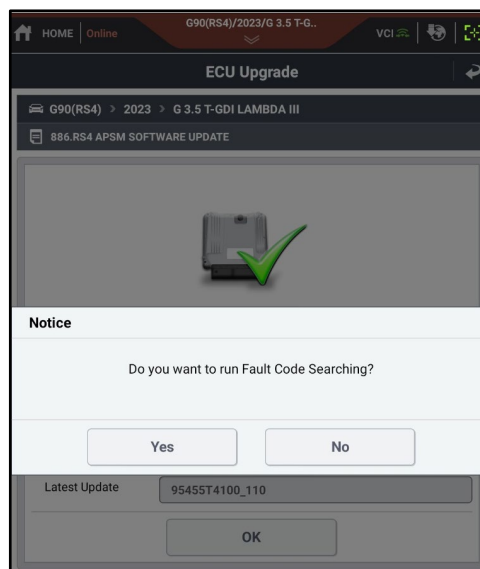 HOME Online
G90(RS4)/2023/G 3.5 T-G..
VCI
ECU Upgrade
G90(RS4) > 2023 > G 3.5 T-GDI LAMBDA III
886.RS4 APSM SOFTWARE UPDATE
Notice
Do you want to run Fault Code Searching?
Yes
No
Latest Update
95455T4100_110
OK